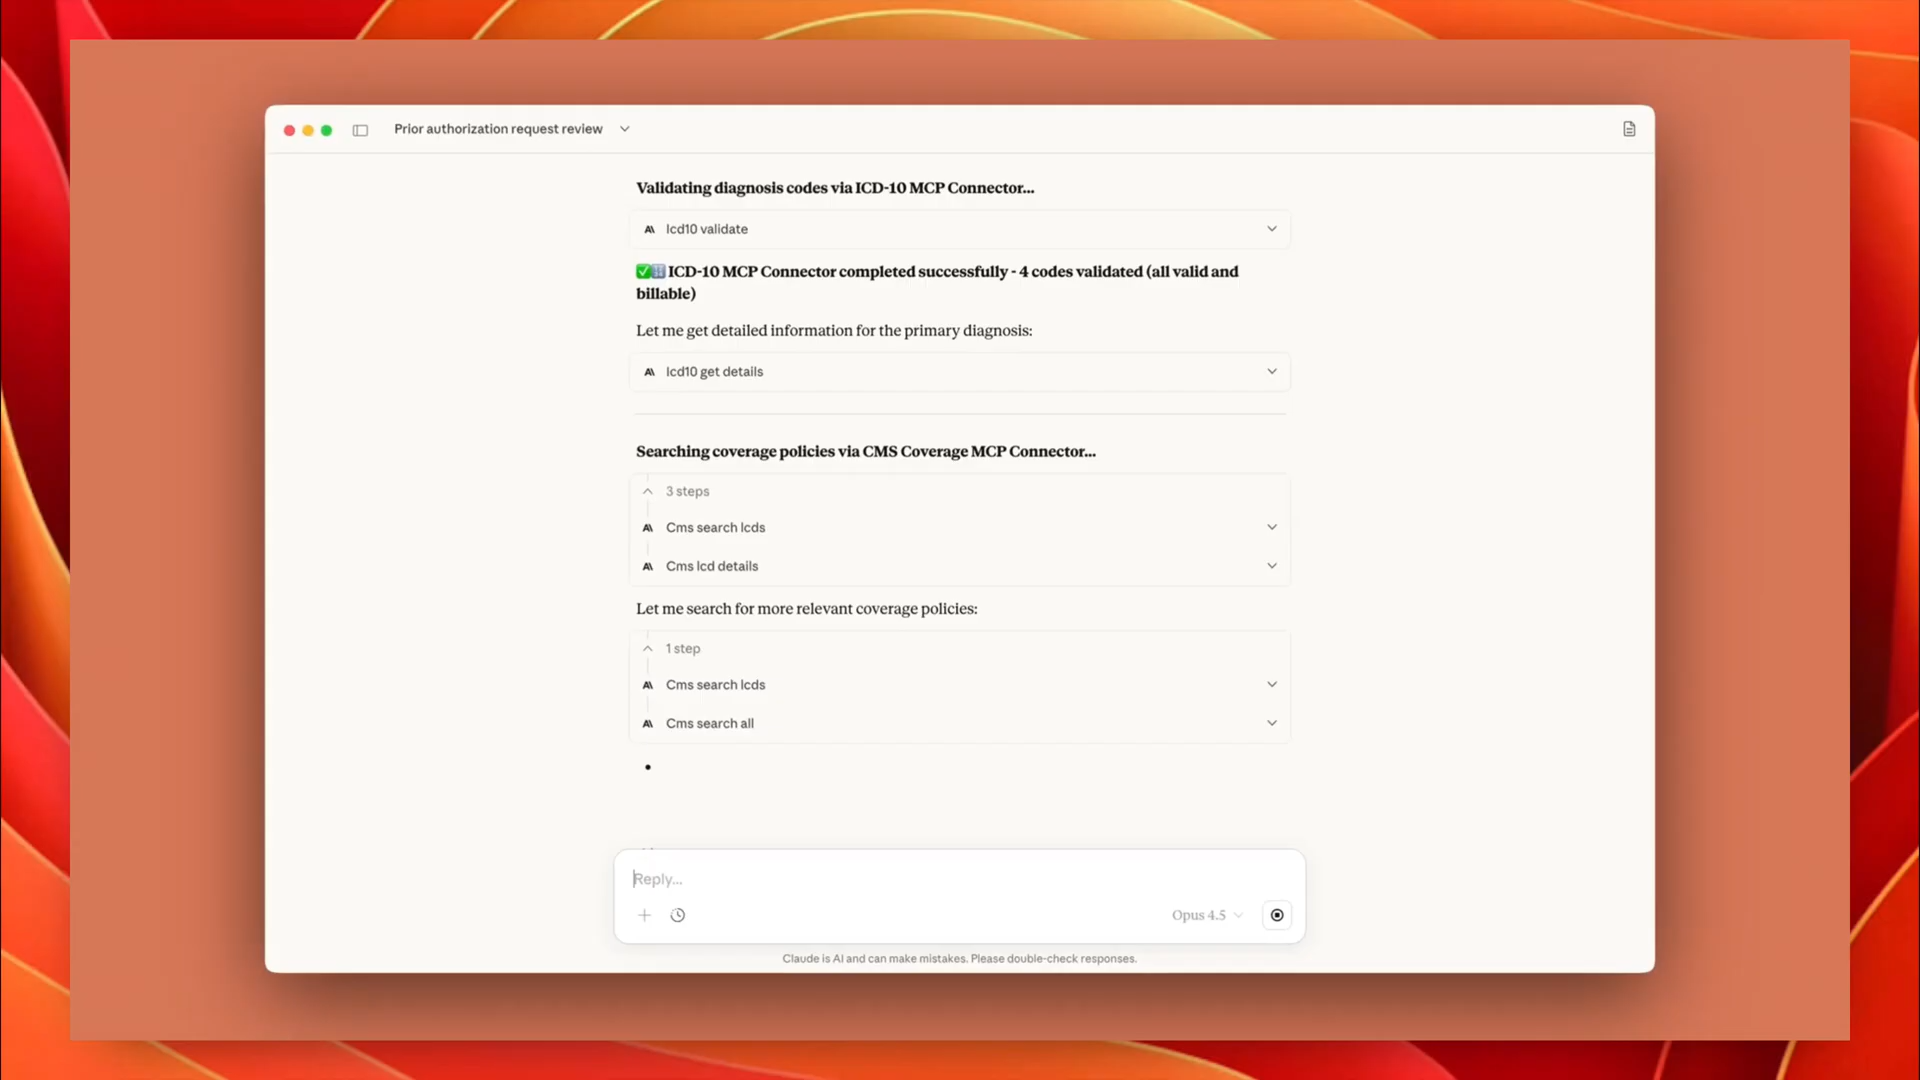 Prior authorization request review
Validating diagnosis codes via ICD-10 MCP Connector...
Icd10 validate
✅🔢 ICD-10 MCP Connector completed successfully - 4 codes validated (all valid and
billable)
Let me get detailed information for the primary diagnosis:
Icd10 get details
Searching coverage policies via CMS Coverage MCP Connector...
3 steps
Cms search lcds
Cms lcd details
Let me search for more relevant coverage policies:
1 step
Cms search lcds
Cms search all
•
Reply...
Opus 4.5
Claude is AI and can make mistakes. Please double-check responses.